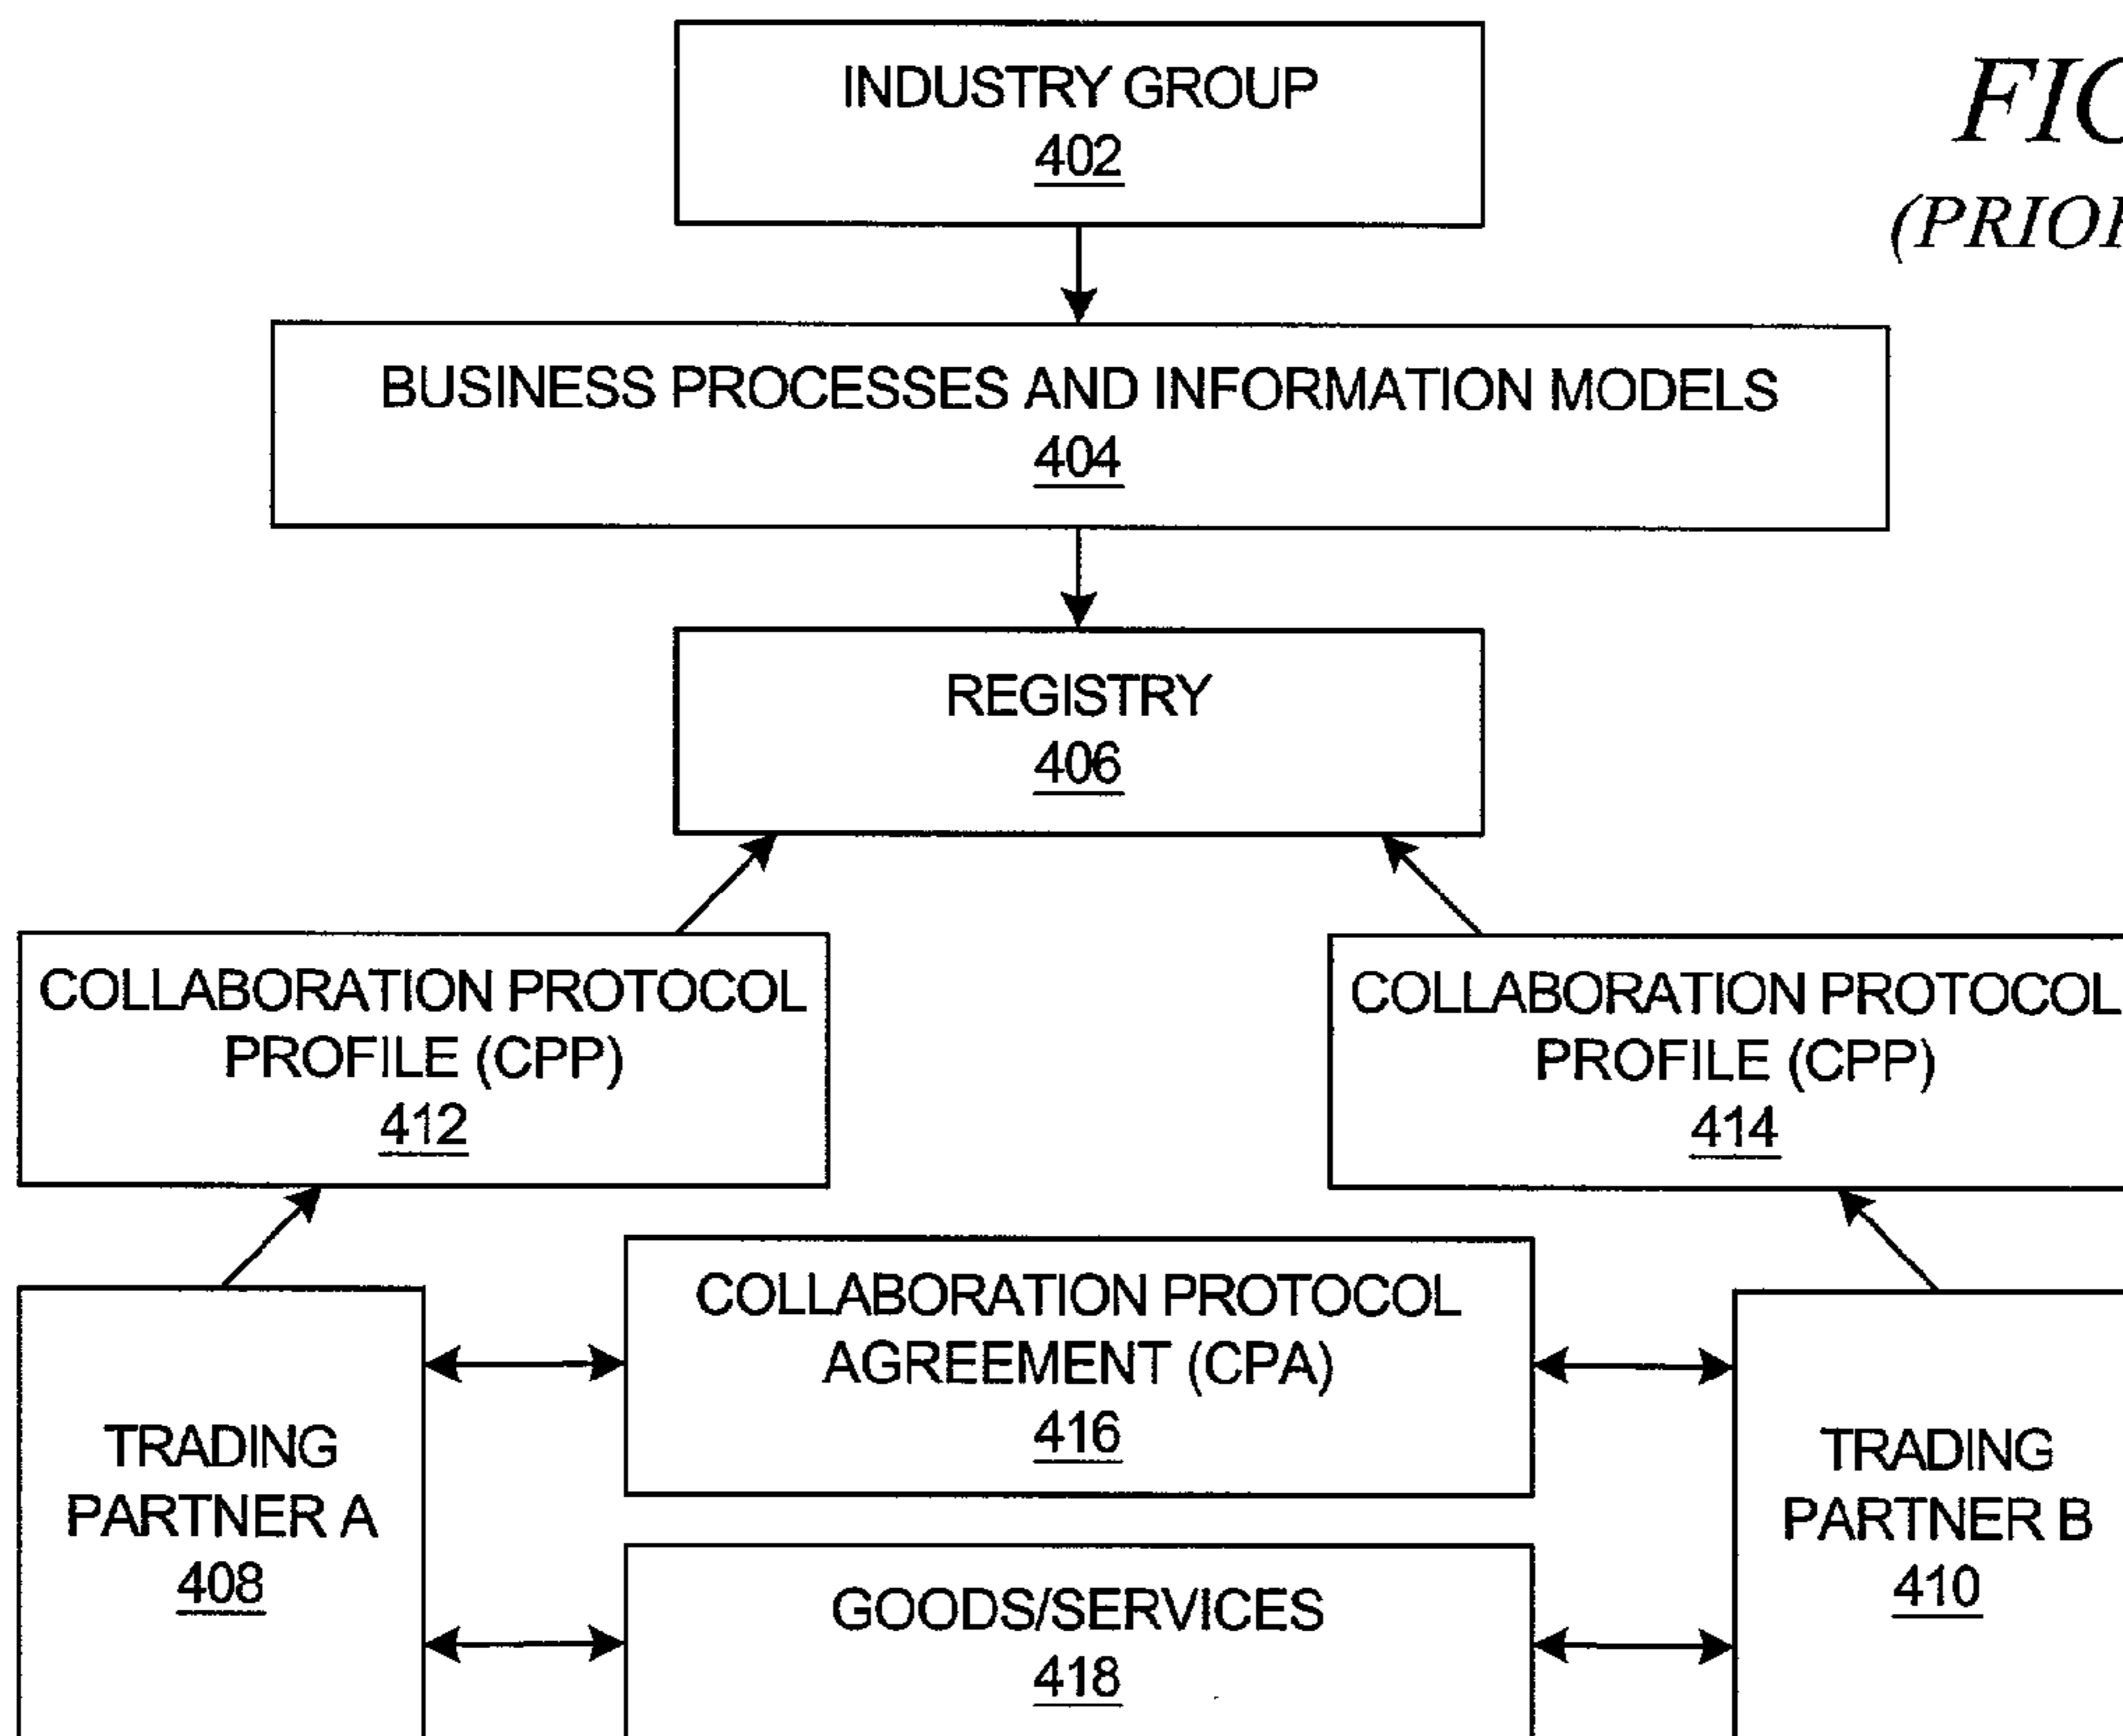 INDUSTRY GROUP
402
(PRIOR
BUSINESS PROCESSES AND INFORMATION MODELS
404
REGISTRY
406
COLLABORATION PROTOCOL
PROFILE (CPP)
412
COLLABORATION PROTOCOL
PROFILE (CPP)
414
COLLABORATION PROTOCOL
AGREEMENT (CPA)
416
TRADING
PARTNER A
408
TRADING
PARTNER B
410
GOODS/SERVICES
418